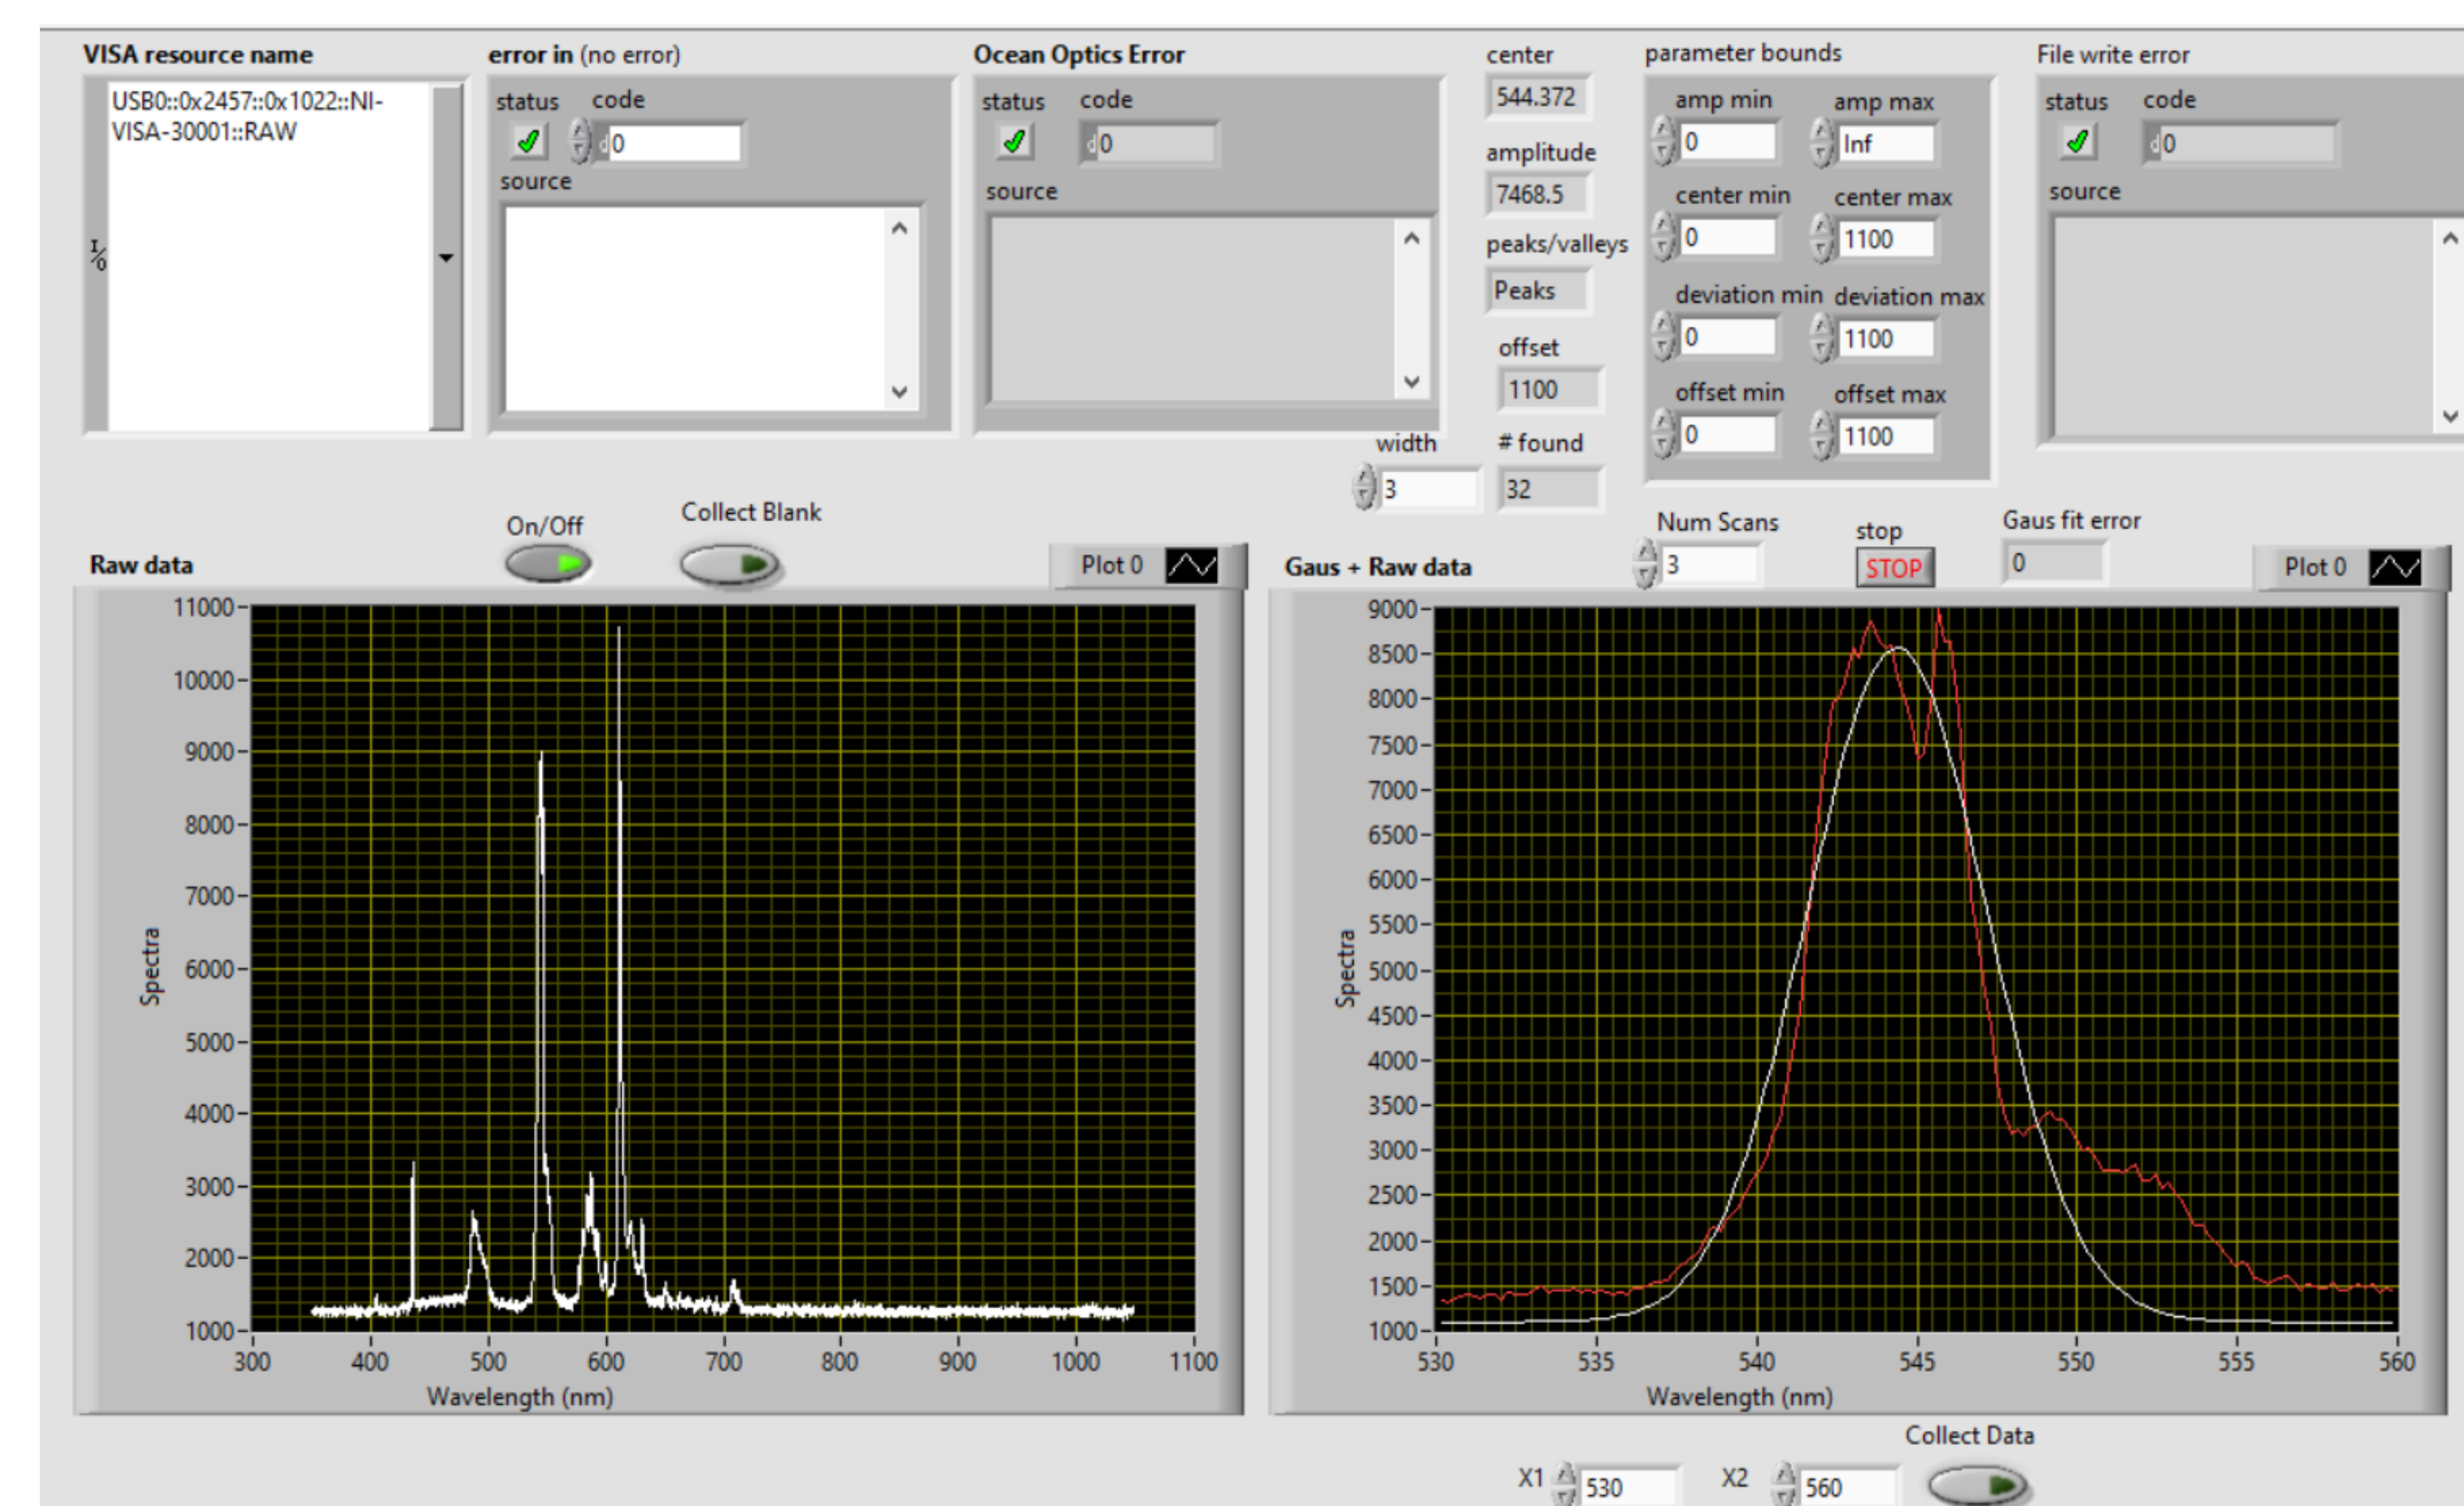 VISA resource name
USB0::0x2457::0x1022::NI-
VISA-30001::RAW
I/O
error in (no error)
status code
d 0
source
Ocean Optics Error
status code
d 0
source
center
544.372
amplitude
7468.5
peaks/valleys
Peaks
offset
1100
width # found
3 32
parameter bounds
amp min amp max
0 Inf
center min center max
0 1100
deviation min deviation max
0 1100
offset min offset max
0 1100
File write error
status code
d 0
source
On/Off Collect Blank
Raw data Plot 0
11000
10000
9000
8000
7000
6000
5000
4000
3000
2000
1000
Spectra
300 400 500 600 700 800 900 1000 1100
Wavelength (nm)
Num Scans stop Gaus fit error
Gaus + Raw data 3 STOP 0 Plot 0
9000
8500
8000
7500
7000
6500
6000
5500
5000
4500
4000
3500
3000
2500
2000
1500
1000
Spectra
530 535 540 545 550 555 560
Wavelength (nm)
Collect Data
X1 530 X2 560